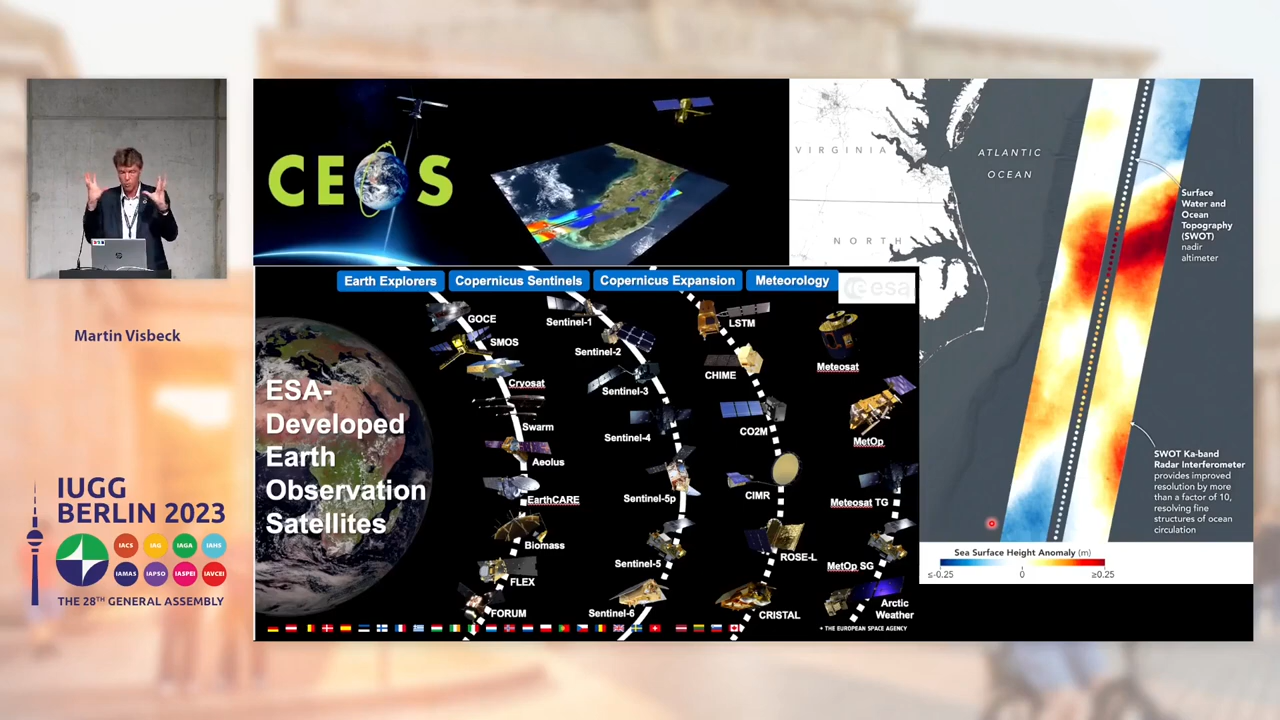 Martin Visbeck
IUGG
BERLIN 2023
IACS
IAG
IAGA
IAHS
IAMAS
IAPSO
IASPEI
IAVCEI
THE 28TH GENERAL ASSEMBLY
CEOS
VIRGINIA
NORTH
ATLANTIC
OCEAN
Surface
Water and
Ocean
Topography
(SWOT)
nadir
altimeter
SWOT Ka-band
Radar Interferometer
provides improved
resolution by more
than a factor of 10,
resolving fine
structures of ocean
circulation
Sea Surface Height Anomaly (m)
≤-0.25
0
≥0.25
Earth Explorers
Copernicus Sentinels
Copernicus Expansion
Meteorology
esa
ESA-
Developed
Earth
Observation
Satellites
GOCE
SMOS
Cryosat
Swarm
Aeolus
EarthCARE
Biomass
FLEX
FORUM
Sentinel-1
Sentinel-2
Sentinel-3
Sentinel-4
Sentinel-5p
Sentinel-5
Sentinel-6
LSTM
CHIME
CO2M
CIMR
ROSE-L
CRISTAL
Meteosat
MetOp
Meteosat TG
MetOp SG
Arctic
Weather
→ THE EUROPEAN SPACE AGENCY